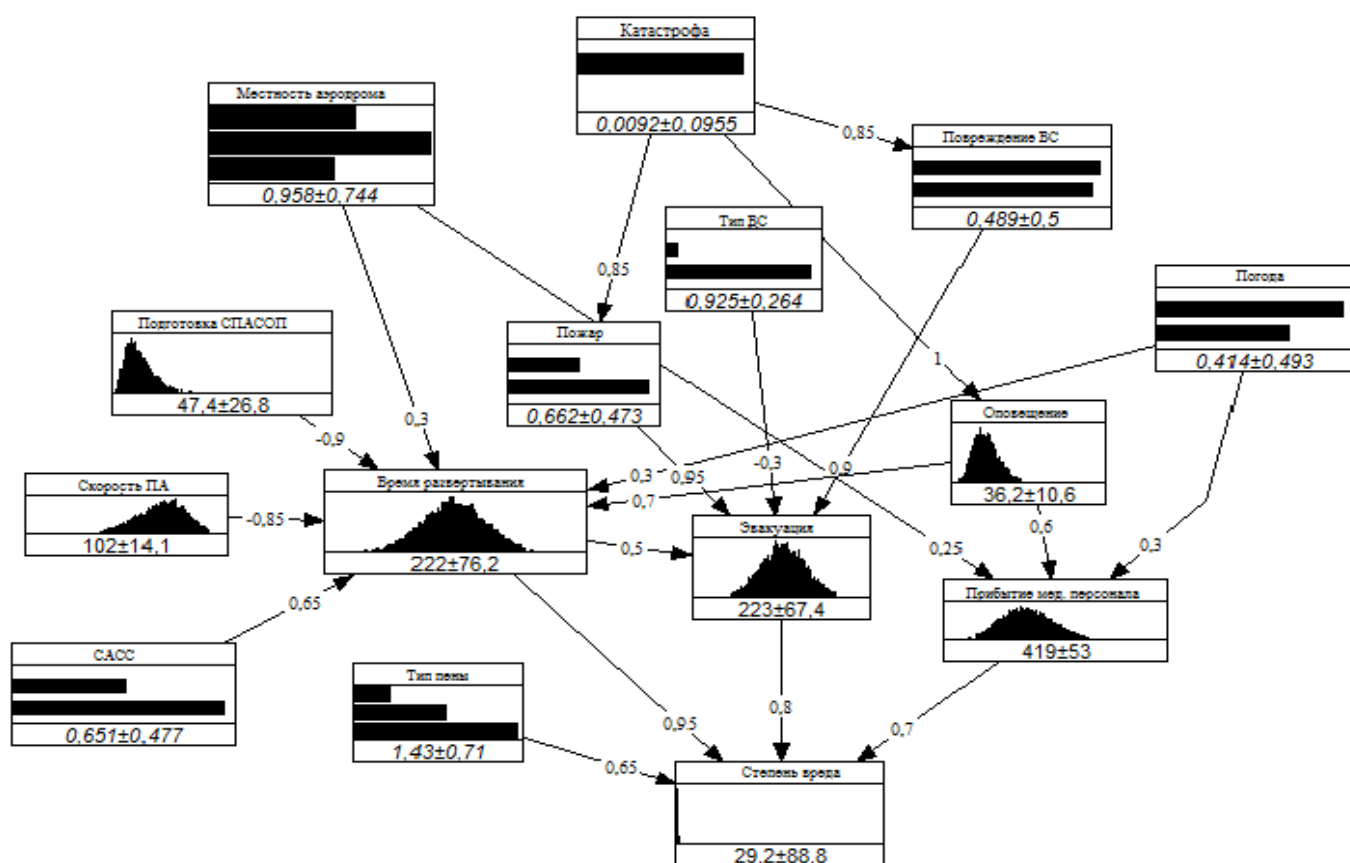 Катастрофа
0,0092±0,0955
Местность аэродрома
0,958±0,744
0,85
Повреждение ВС
0,489±0,5
Тип ВС
0,925±0,264
0,85
Погода
0,414±0,493
Подготовка СПАСОП
47,4±26,8
Пожар
0,662±0,473
1
Оповещение
36,2±10,6
0,3
-0,9
Скорость ПА
102±14,1
-0,85
Время развертывания
222±76,2
0,95
-0,3
0,3
0,9
0,7
Эвакуация
223±67,4
0,5
0,6
0,25
0,3
Прибытие мед. персонала
419±53
0,65
САСС
0,651±0,477
Тип пены
1,43±0,71
0,95
0,8
0,7
0,65
Степень вреда
29,2±88,8